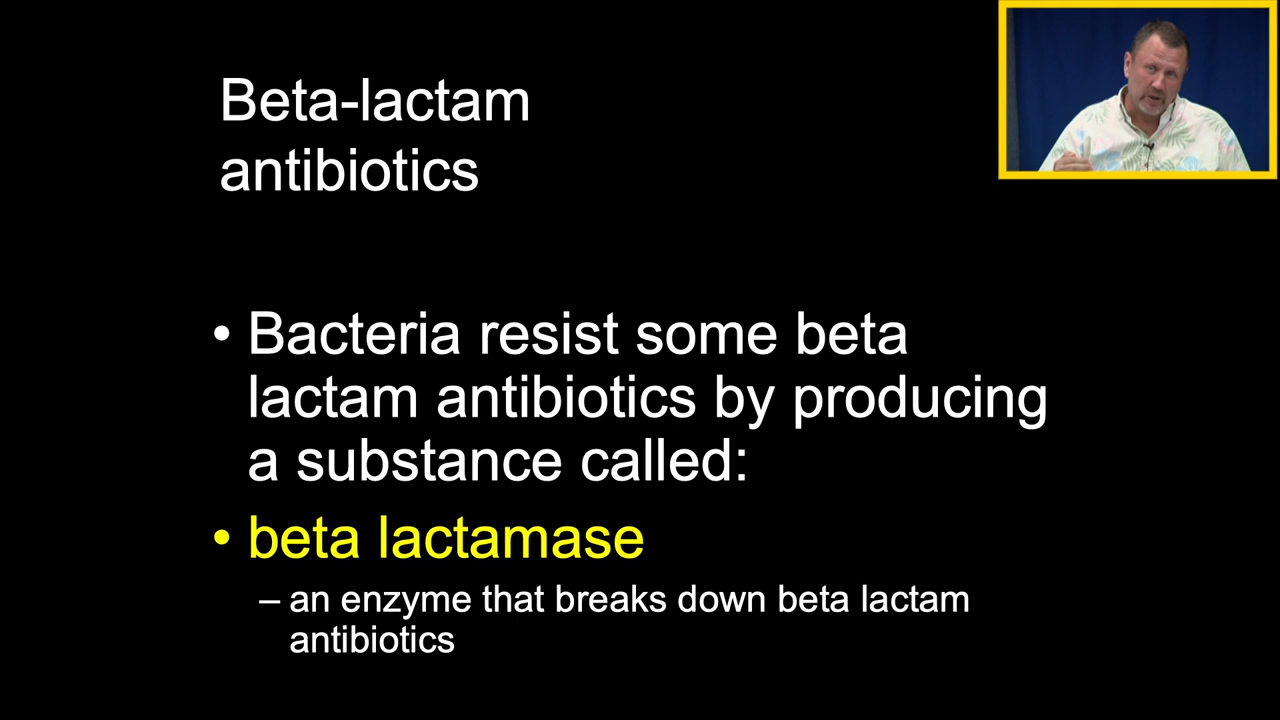 Beta-lactam
antibiotics
• Bacteria resist some beta
lactam antibiotics by producing
a substance called:
• beta lactamase
– an enzyme that breaks down beta lactam
antibiotics